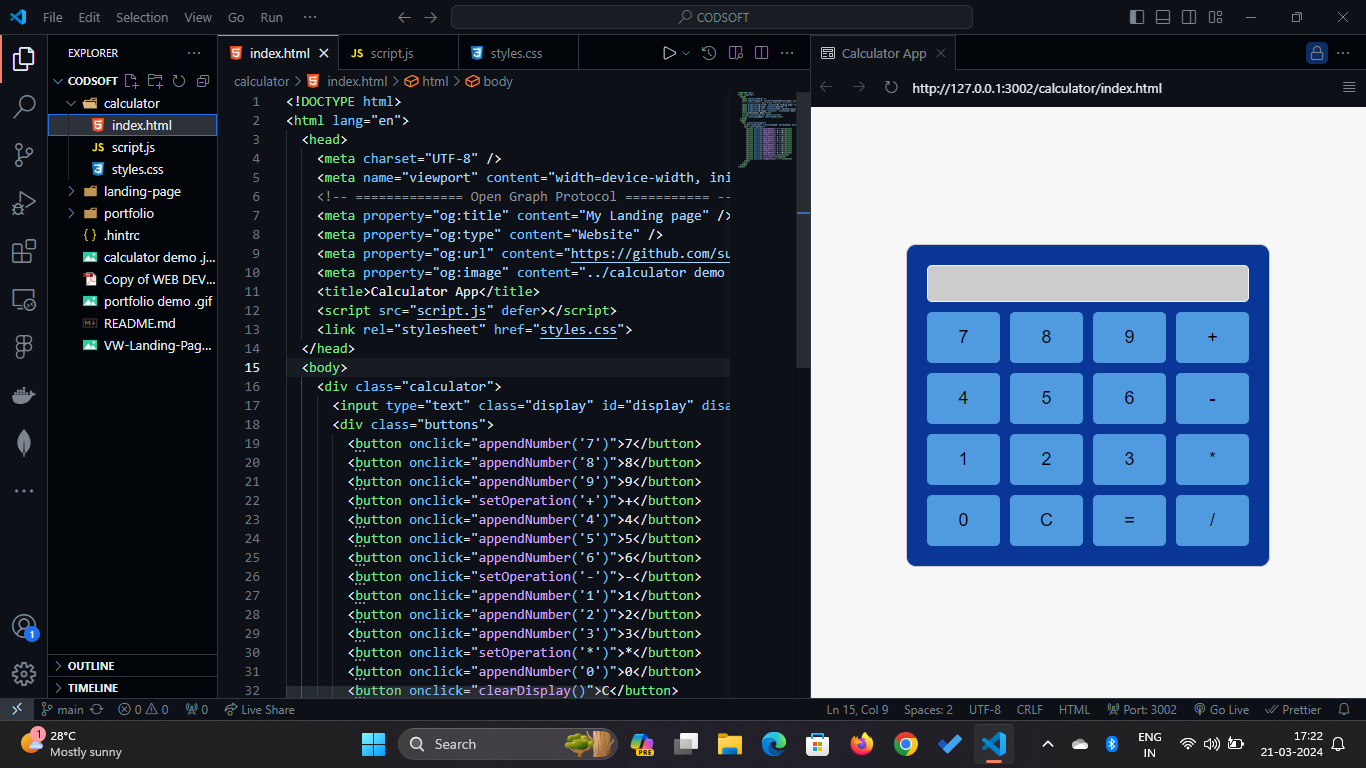 File Edit Selection View Go Run ··· CODSOFT
EXPLORER ···
CODSOFT
calculator
index.html
JS script.js
styles.css
landing-page
portfolio
{ } .hintrc
calculator demo .j...
Copy of WEB DEV...
portfolio demo .gif
README.md
VW-Landing-Pag...
OUTLINE
TIMELINE
1
index.html JS script.js styles.css ···
calculator > index.html > html > body
1 <!DOCTYPE html>
2 <html lang="en">
3 <head>
4 <meta charset="UTF-8" />
5 <meta name="viewport" content="width=device-width, ini
6 <!-- ============== Open Graph Protocol =========== --
7 <meta property="og:title" content="My Landing page" />
8 <meta property="og:type" content="Website" />
9 <meta property="og:url" content="https://github.com/su
10 <meta property="og:image" content="../calculator demo
11 <title>Calculator App</title>
12 <script src="script.js" defer></script>
13 <link rel="stylesheet" href="styles.css">
14 </head>
15 <body>
16 <div class="calculator">
17 <input type="text" class="display" id="display" disa
18 <div class="buttons">
19 <button onclick="appendNumber('7')">7</button>
20 <button onclick="appendNumber('8')">8</button>
21 <button onclick="appendNumber('9')">9</button>
22 <button onclick="setOperation('+')">+</button>
23 <button onclick="appendNumber('4')">4</button>
24 <button onclick="appendNumber('5')">5</button>
25 <button onclick="appendNumber('6')">6</button>
26 <button onclick="setOperation('-')">-</button>
27 <button onclick="appendNumber('1')">1</button>
28 <button onclick="appendNumber('2')">2</button>
29 <button onclick="appendNumber('3')">3</button>
30 <button onclick="setOperation('*')">*</button>
31 <button onclick="appendNumber('0')">0</button>
32 <button onclick="clearDisplay()">C</button>
Calculator App ···
http://127.0.0.1:3002/calculator/index.html
7 8 9 +
4 5 6 -
1 2 3 *
0 C = /
main 0 0 0 Live Share Ln 15, Col 9 Spaces: 2 UTF-8 CRLF HTML Port: 3002 Go Live Prettier
1
28°C
Mostly sunny
Search
PRE
ENG
IN
17:22
21-03-2024